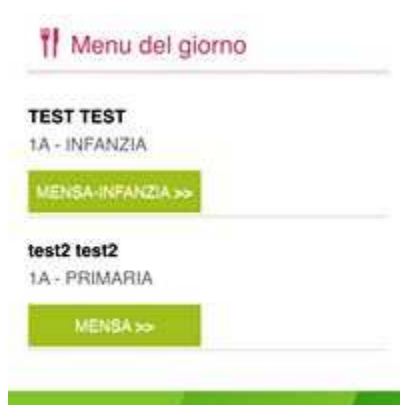 Menu del giorno
TEST TEST
1A - INFANZIA
MENSA-INFANZIA >>
test2 test2
1A - PRIMARIA
MENSA >>